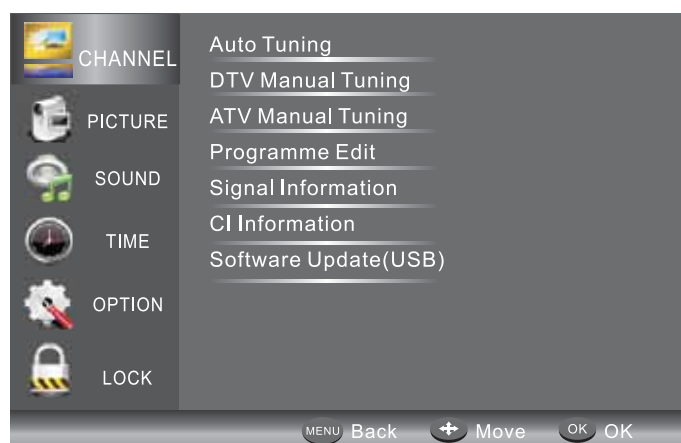 CHANNEL
PICTURE
SOUND
TIME
OPTION
LOCK
Auto Tuning
DTV Manual Tuning
ATV Manual Tuning
Programme Edit
Signal Information
CI Information
Software Update(USB)
MENU Back Move OK OK